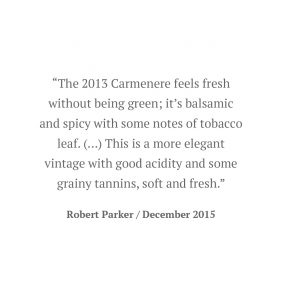 “The 2013 Carmenere feels fresh
without being green; it’s balsamic
and spicy with some notes of tobacco
leaf. (...) This is a more elegant
vintage with good acidity and some
grainy tannins, soft and fresh.”
Robert Parker / December 2015